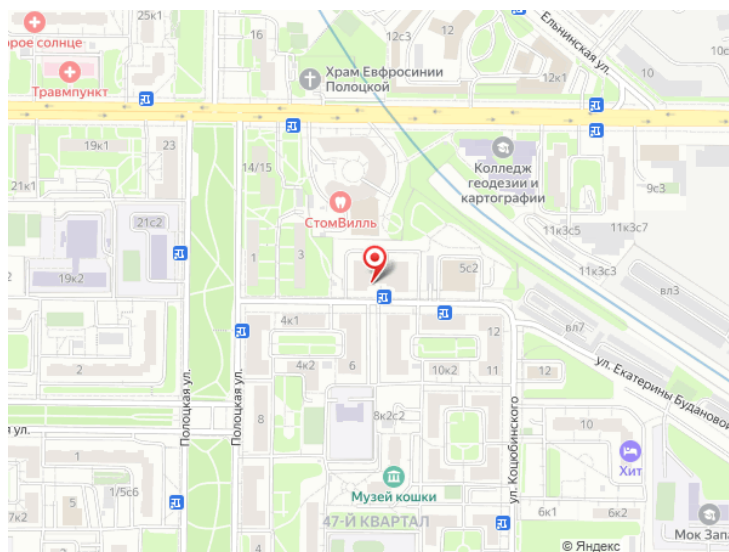 25к1
16
12с3
Ельнинская ул.
10с
10
12к1
орое солнце
Травмпункт
Храм Евфросинии
Полоцкой
19к1
23
14/15
Колледж
геодезии и
картографии
9с3
21к1
21с2
СтомВилль
11к3с7
11к3с5
11к3с3
19к2
1
3
5с2
вл3
вл7
4к1
12
ул. Екатерины Будановой
2
4к2
6
10к2
11
12
Полоцкая ул.
Полоцкая ул.
8
8к2с2
ул. Коцюбинского
10
я ул.
Хит
1
1/5с6
5
Музей кошки
7к2
47-Й КВАРТАЛ
4
1
6к1
6к2
Мок Запа
© Яндекс